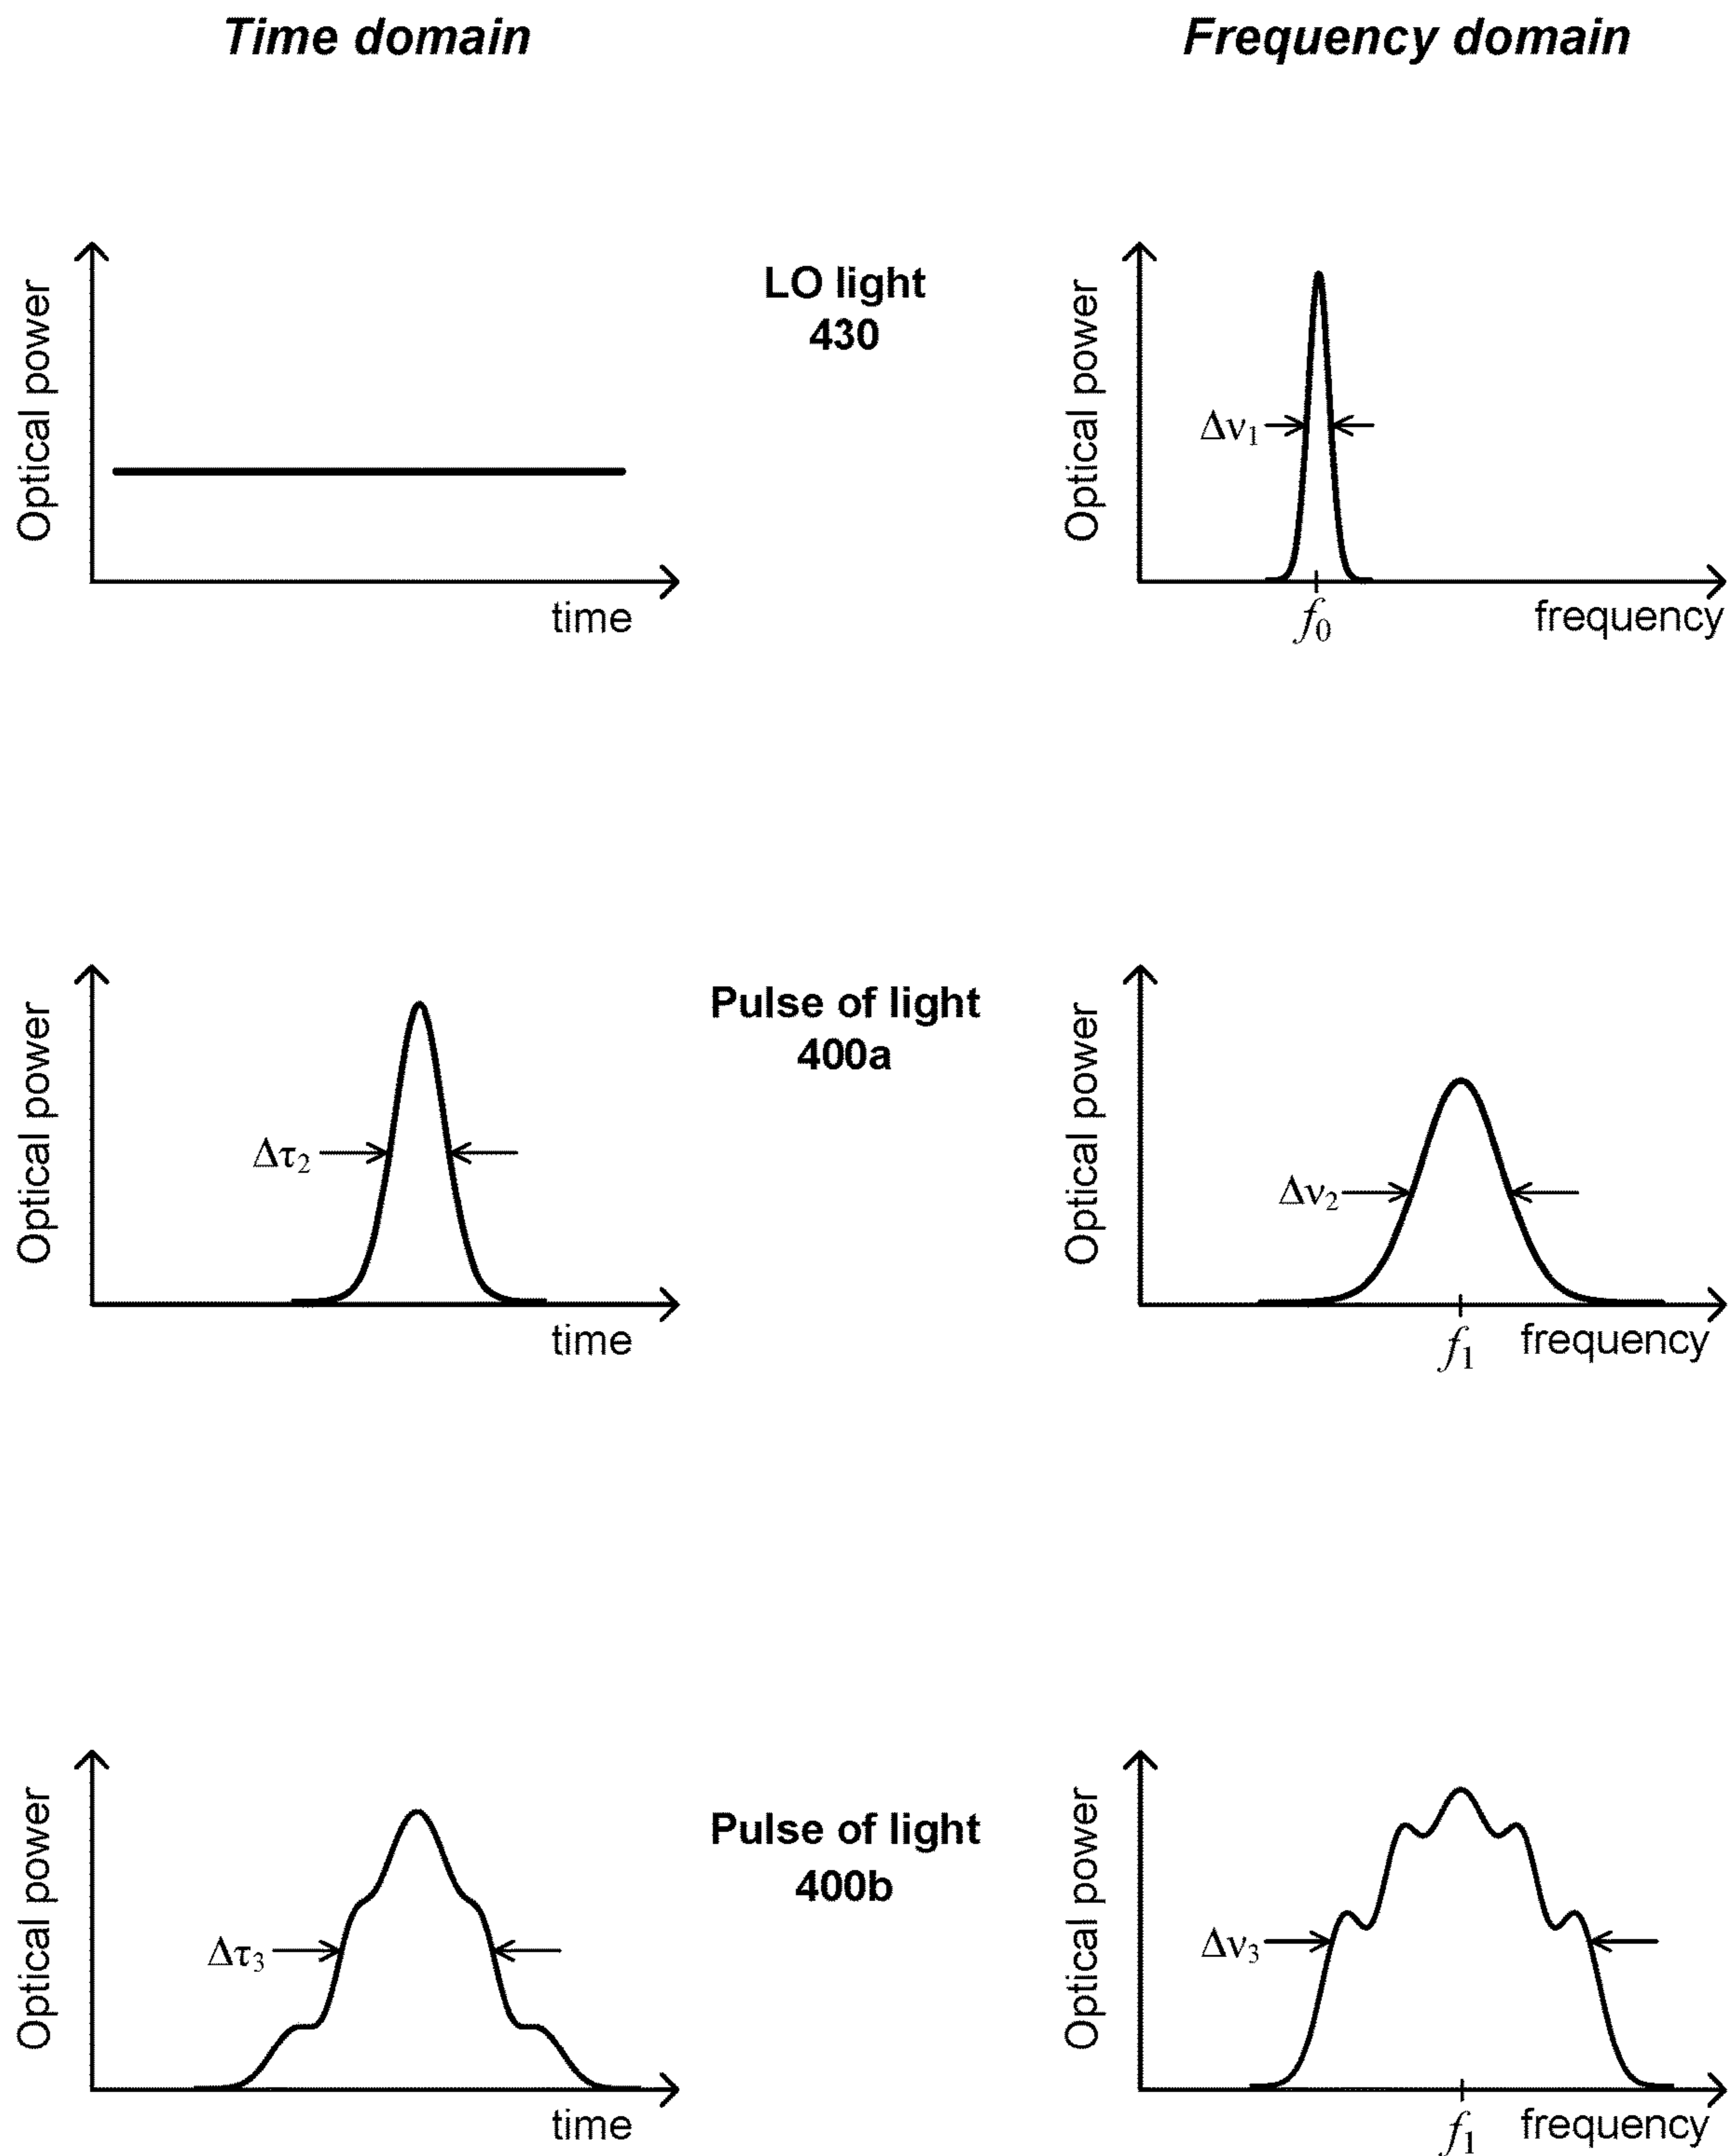 Time domain
Frequency domain
Optical power
time
LO light
430
Optical power
Δν₁
f₀
frequency
Optical power
Δτ₂
time
Pulse of light
400a
Optical power
Δν₂
f₁
frequency
Optical power
Δτ₃
time
Pulse of light
400b
Optical power
Δν₃
f₁
frequency